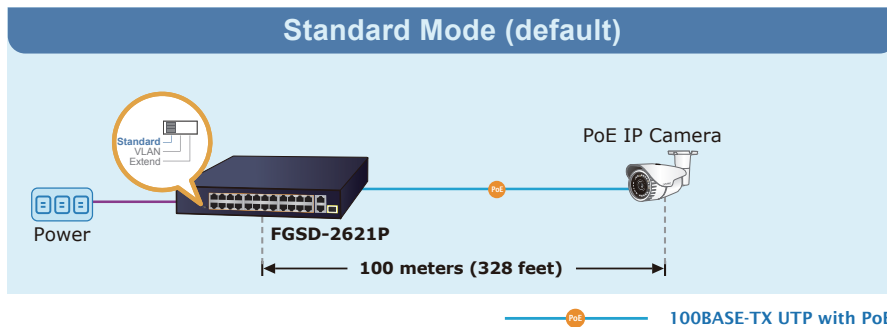 Standard Mode (default)
Standard
VLAN
Extend
PoE IP Camera
PoE
Power
FGSD-2621P
100 meters (328 feet)
PoE
100BASE-TX UTP with PoE